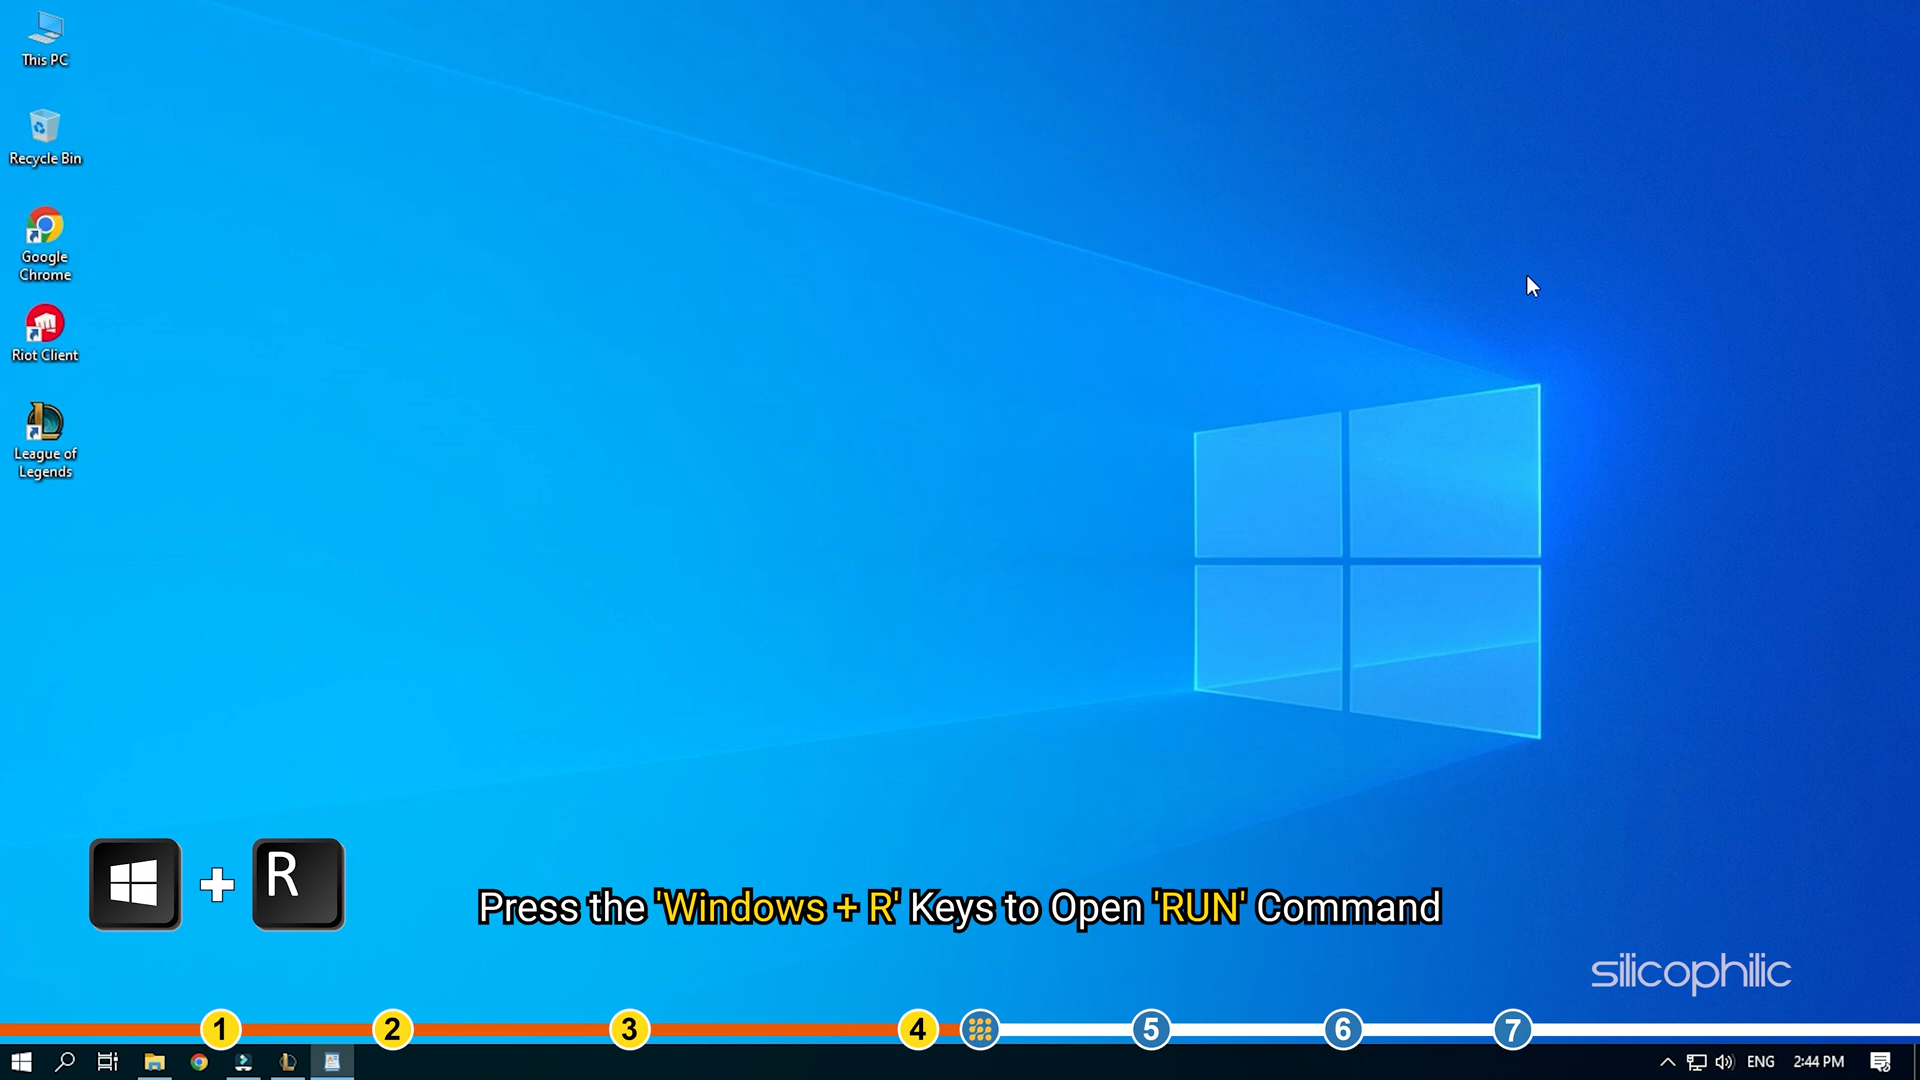 This PC
Recycle Bin
Google
Chrome
Riot Client
League of
Legends
R
Press the 'Windows + R' Keys to Open 'RUN' Command
silicophilic
1 2 3 4 5 6 7
ENG 2:44 PM